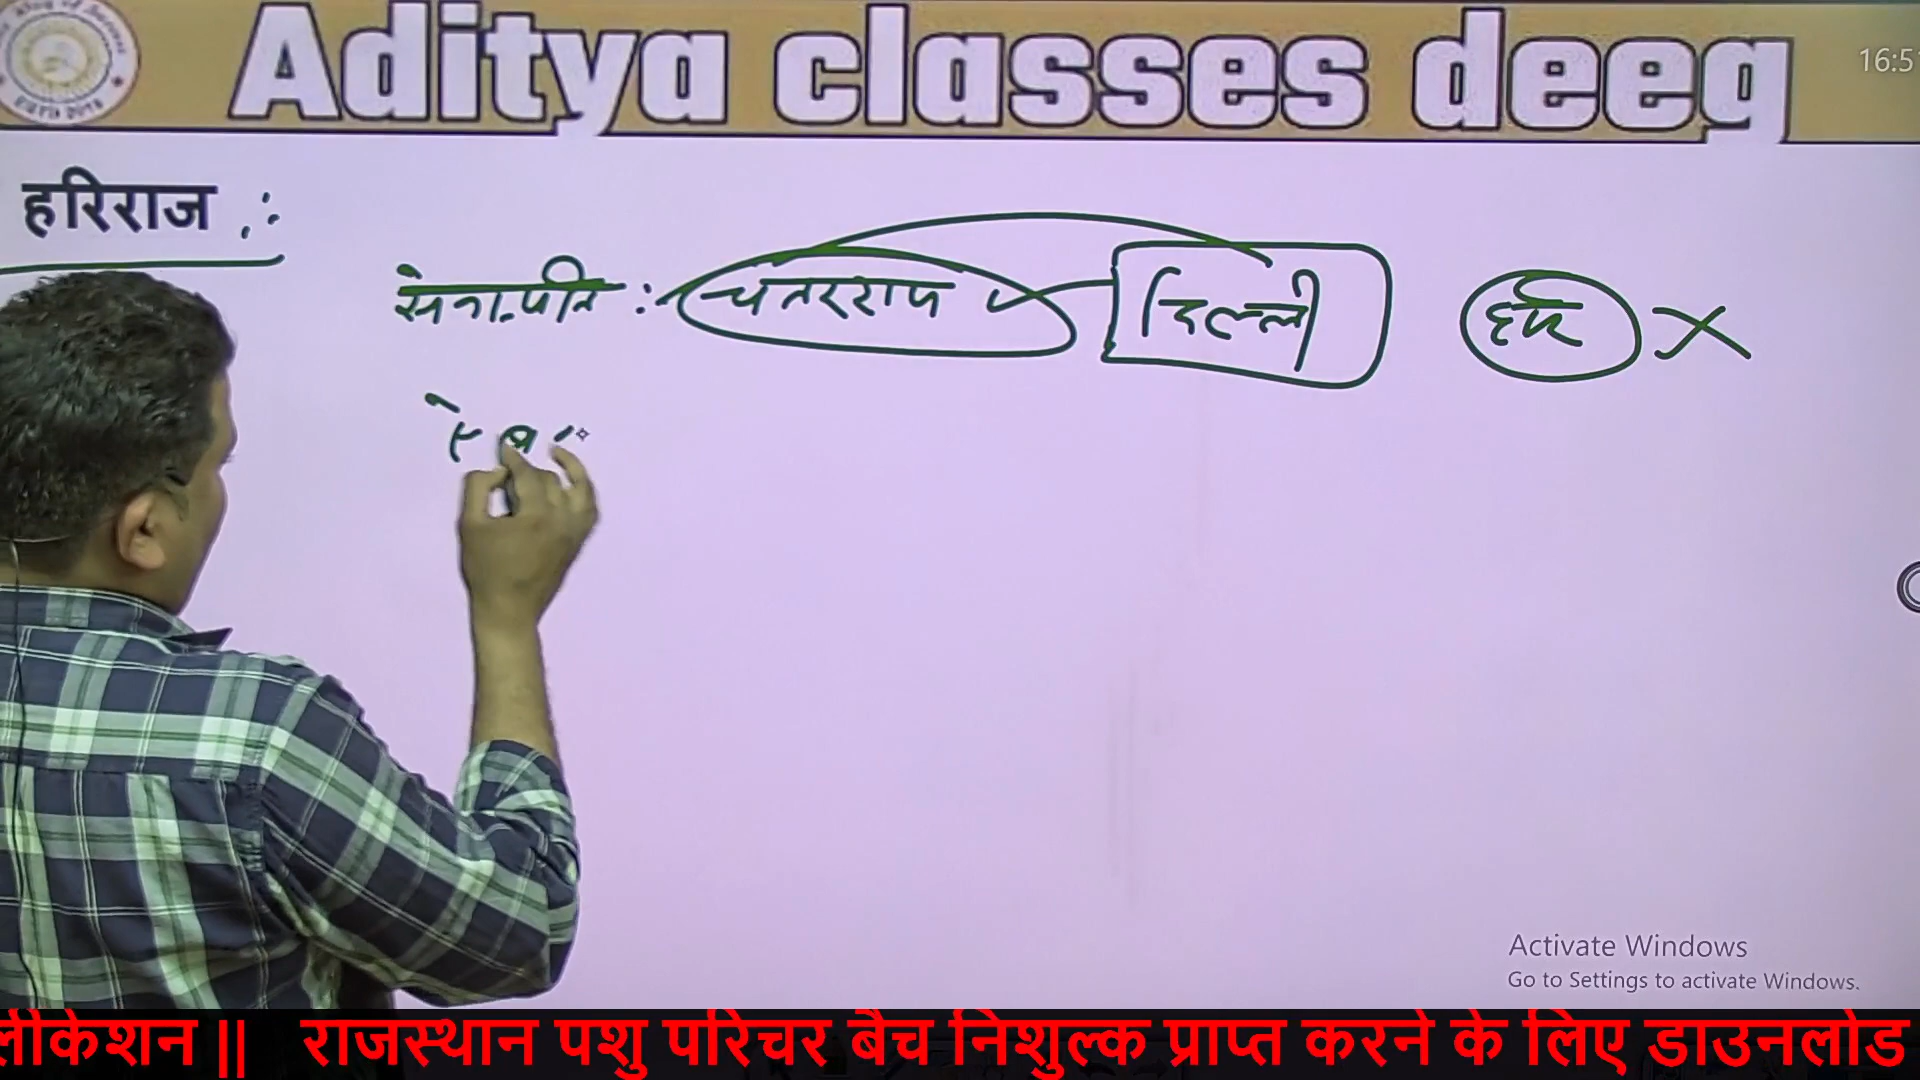 Aditya classes deeg
16:5
हरिराज :
सेनापति : चतरराज दिल्ली
Activate Windows
Go to Settings to activate Windows.
लीकेशन || राजस्थान पशु परिचर बैच निशुल्क प्राप्त करने के लिए डाउनलोड